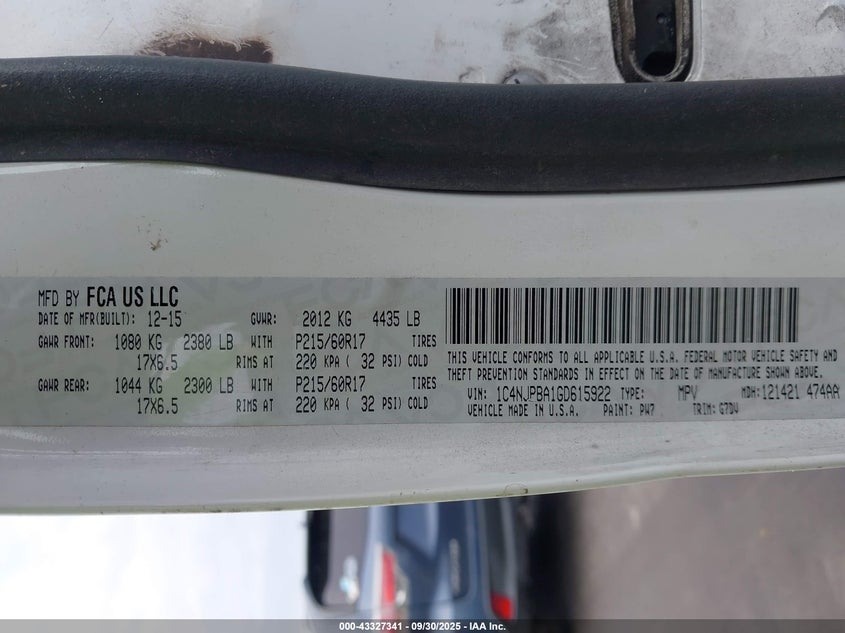 MFD BY FCA US LLC
DATE OF MFR(BUILT): 12-15 GVWR: 2012 KG 4435 LB
GAWR FRONT: 1080 KG 2380 LB WITH P215/60R17 TIRES
17X6.5 RIMS AT 220 KPA ( 32 PSI) COLD
GAWR REAR: 1044 KG 2300 LB WITH P215/60R17 TIRES
17X6.5 RIMS AT 220 KPA ( 32 PSI) COLD
THIS VEHICLE CONFORMS TO ALL APPLICABLE U.S.A. FEDERAL MOTOR VEHICLE SAFETY AND
THEFT PREVENTION STANDARDS IN EFFECT ON THE DATE OF MANUFACTURE SHOWN ABOVE.
VIN: 1C4NJPBA1GD615922 TYPE: MPV MDH: 121421 474AA
VEHICLE MADE IN U.S.A. PAINT: PW7 TRIM: G7DV
000-43327341 - 09/30/2025 - IAA Inc.